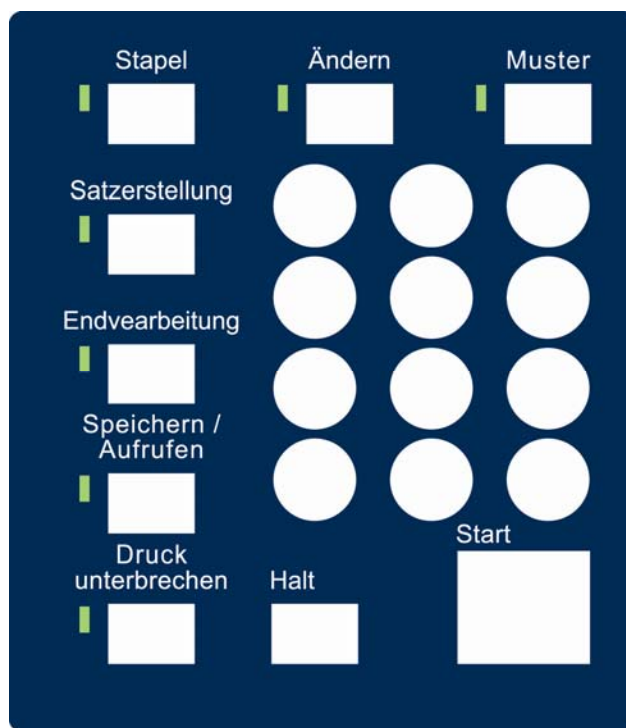 Stapel
Ändern
Muster
Satzerstellung
Endvearbeitung
Speichern /
Aufrufen
Start
Druck
unterbrechen
Halt